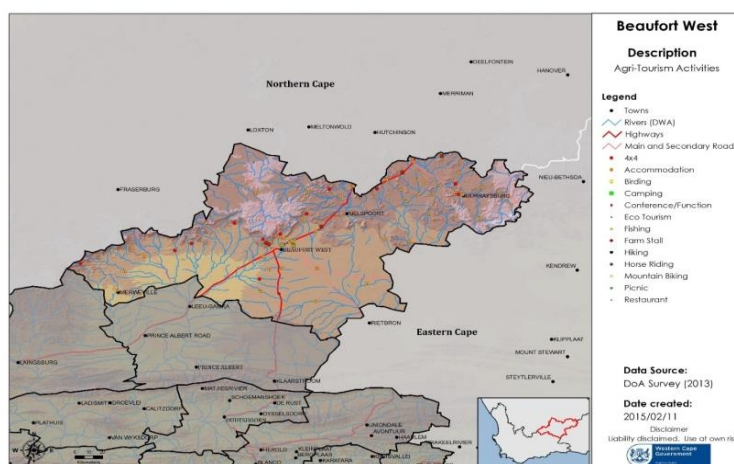 Beaufort West
Description
Agri-Tourism Activities
Legend
Towns
Rivers (DWA)
Highways
Main and Secondary Road
4x4
Accommodation
Birding
Camping
Conference/Function
Eco Tourism
Fishing
Farm Stall
Hiking
Horse Riding
Mountain Biking
Picnic
Restaurant
Data Source:
DoA Survey (2013)
Date created:
2015/02/11
Disclaimer
Liability disclaimed. Use at own ris
Western Cape
Government
DEELFONTEIN
HANOVER
Northern Cape
MERRIMAN
LOXTON
MELTONWOLD
HUTCHINSON
NIEU-BETHSDA
FRASERBURG
MURRAYSBURG
NELSPOORT
BEAUFORT WEST
KENDREW
MERWEVILLE
LEEU-GAMKA
RIETBRON
Eastern Cape
PRINCE ALBERT ROAD
KLIPPLAAT
MOUNT STEWART
LAINGSBURG
PRINCE ALBERT
KLAARSTROOM
STEYTLERVILLE
MATJIESRIVIER
SCHOEMANSHOEK
LADISMITH
CALITZDORP
DE RUST
DYSSELSDORP
OUDTSHOORN
UNIONDALE
AVONTUUR
HAARLEM
VAN WYKSDORP
HEROLD
KARATARA
BLANCO
W
E
Kilometers